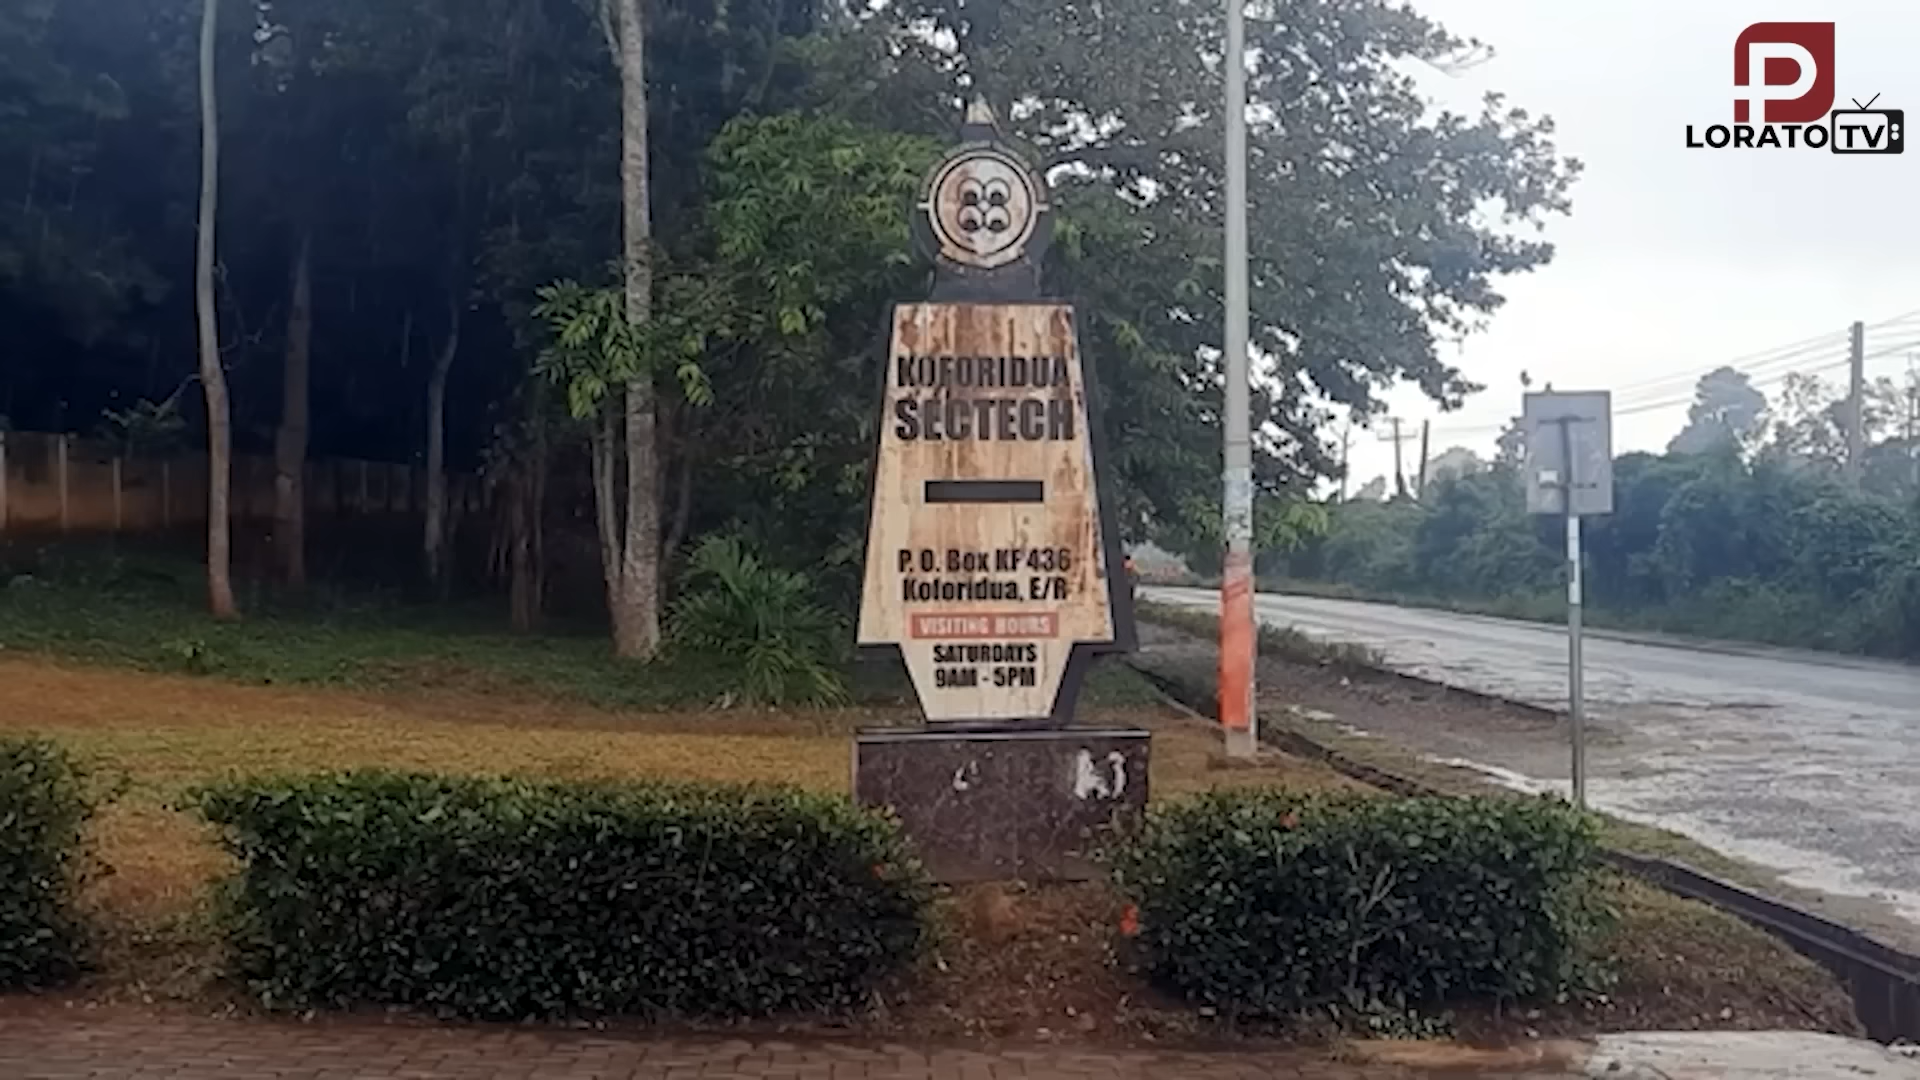 P
LORATO TV
KOFORIDUA
SECTECH
P. O. Box KF 436
Koforidua, E/R
VISITING HOURS
SATURDAYS
9AM - 5PM